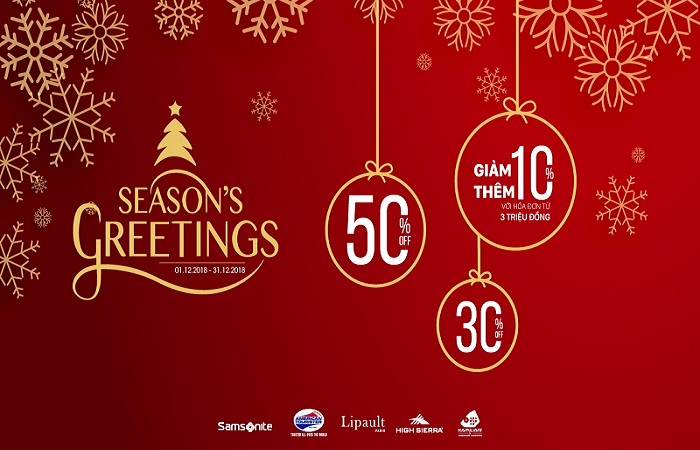 SEASON'S
GREETINGS
01.12.2018 - 31.12.2018
50% OFF
GIẢM
THÊM 10%
VỚI HÓA ĐƠN TỪ
3 TRIỆU ĐỒNG
30% OFF
Samsonite
AMERICAN TOURISTER
Lipault
PARIS
HIGH SIERRA